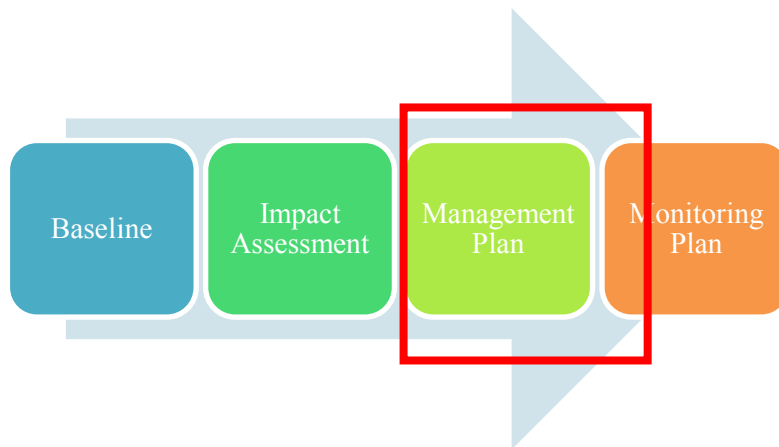 Baseline
Impact
Assessment
Management
Plan
Monitoring
Plan